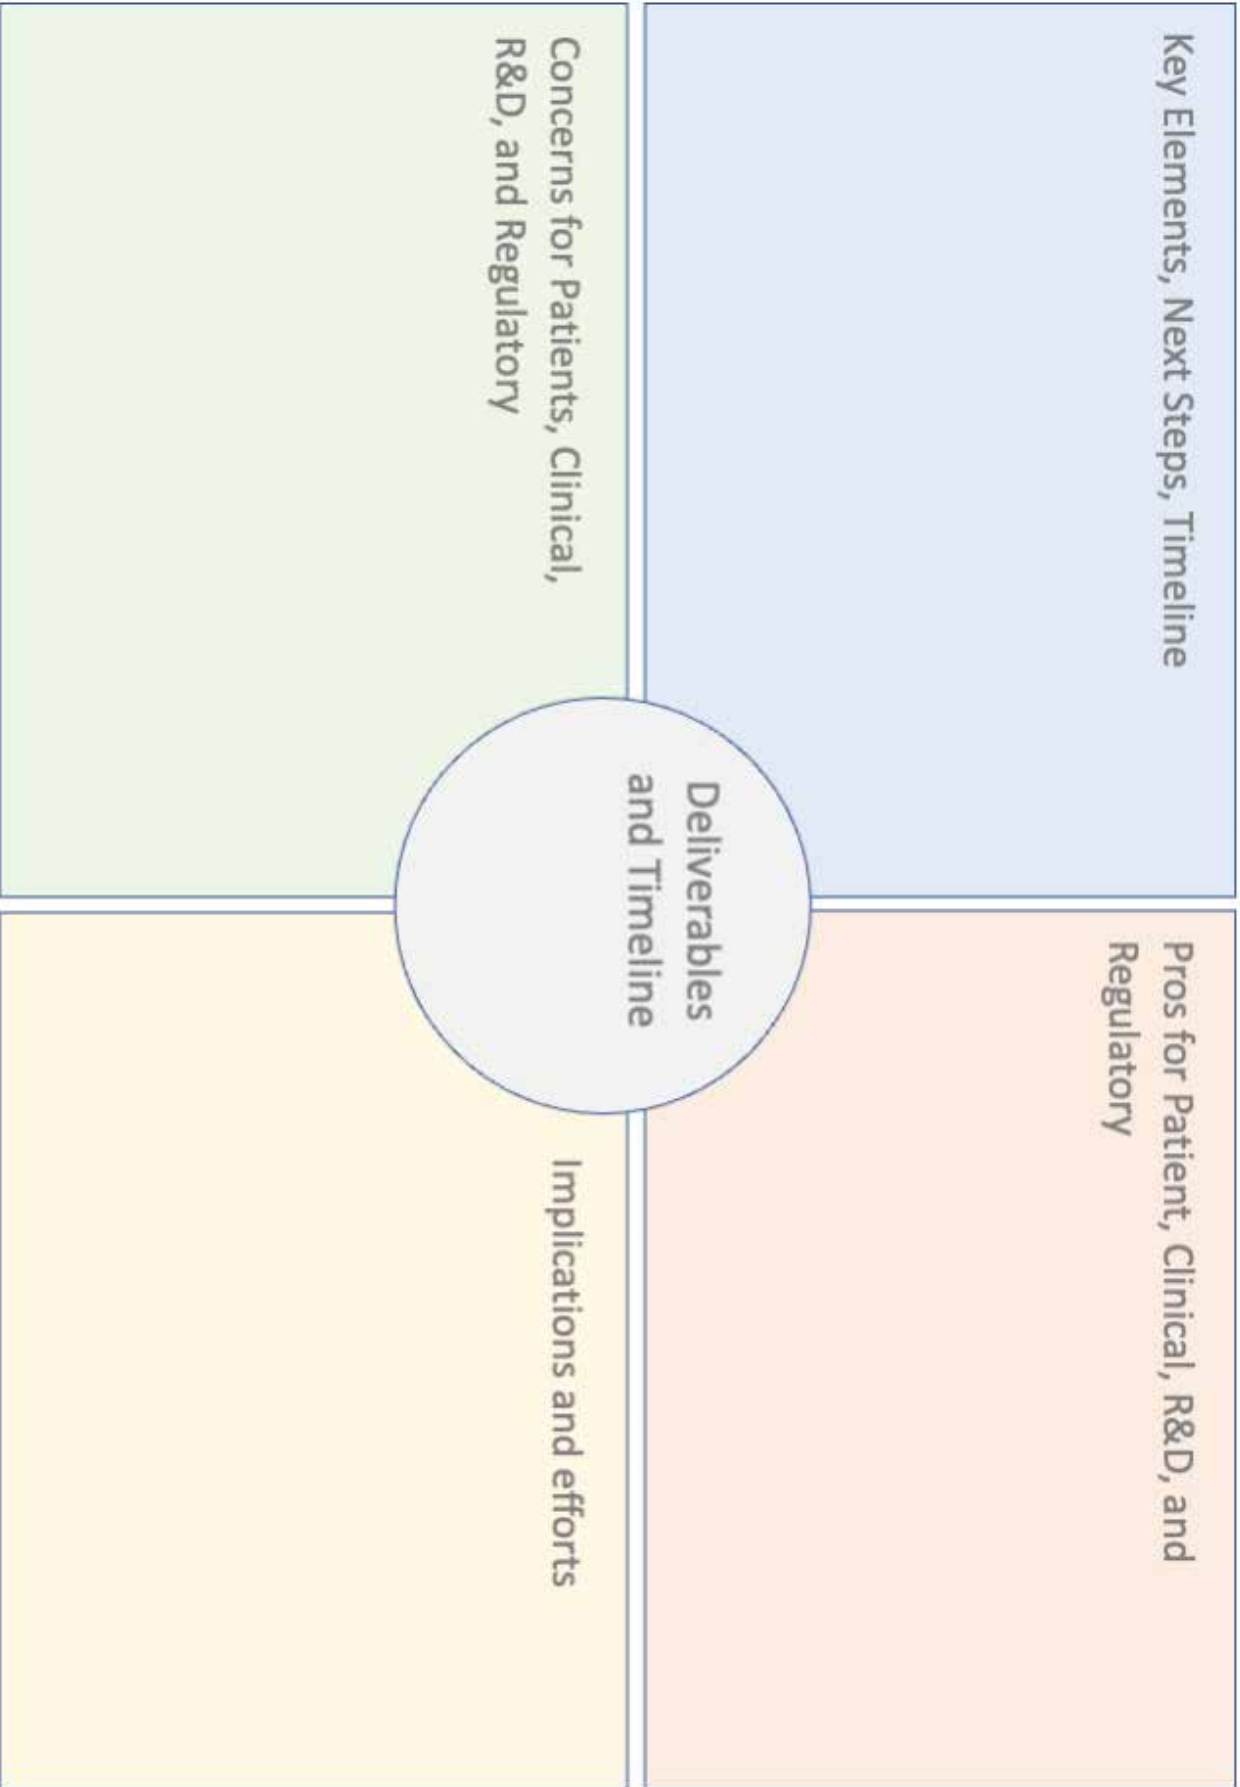 Key Elements, Next Steps, Timeline
Pros for Patient, Clinical, R&D, and
Regulatory
Deliverables
and Timeline
Concerns for Patients, Clinical,
R&D, and Regulatory
Implications and efforts